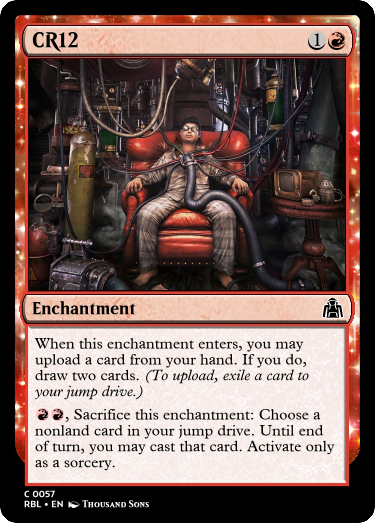 CR12 1
Enchantment
When this enchantment enters, you may
upload a card from your hand. If you do,
draw two cards. (To upload, exile a card to
your jump drive.)
, Sacrifice this enchantment: Choose a
nonland card in your jump drive. Until end
of turn, you may cast that card. Activate only
as a sorcery.
C 0057
RBL • EN Thousand Sons